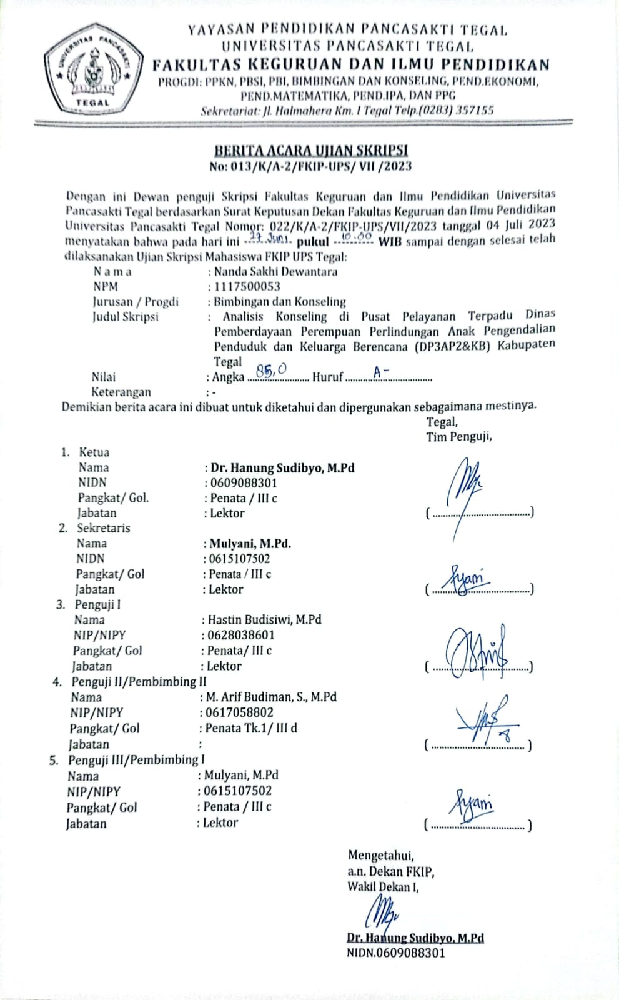 UNIVERSITAS PANCASAKTI
TEGAL
YAYASAN PENDIDIKAN PANCASAKTI TEGAL
UNIVERSITAS PANCASAKTI TEGAL
FAKULTAS KEGURUAN DAN ILMU PENDIDIKAN
PROGDI: PPKN, PBSI, PBI, BIMBINGAN DAN KONSELING, PEND.EKONOMI,
PEND.MATEMATIKA, PEND.IPA, DAN PPG
Sekretariat: Jl. Halmahera Km. 1 Tegal Telp.(0283) 357155
BERITA ACARA UJIAN SKRIPSI
No: 013/K/A-2/FKIP-UPS/ VII /2023
Dengan ini Dewan penguji Skripsi Fakultas Keguruan dan Ilmu Pendidikan Universitas
Pancasakti Tegal berdasarkan Surat Keputusan Dekan Fakultas Keguruan dan Ilmu Pendidikan
Universitas Pancasakti Tegal Nomor: 022/K/A-2/FKIP-UPS/VII/2023 tanggal 04 Juli 2023
menyatakan bahwa pada hari ini 27 Juni pukul 10.00 WIB sampai dengan selesai telah
dilaksanakan Ujian Skripsi Mahasiswa FKIP UPS Tegal:
N a m a : Nanda Sakhi Dewantara
NPM : 1117500053
Jurusan / Progdi : Bimbingan dan Konseling
Judul Skripsi : Analisis Konseling di Pusat Pelayanan Terpadu Dinas
Pemberdayaan Perempuan Perlindungan Anak Pengendalian
Penduduk dan Keluarga Berencana (DP3AP2&KB) Kabupaten
Tegal
Nilai : Angka 85,0 Huruf A-
Keterangan : -
Demikian berita acara ini dibuat untuk diketahui dan dipergunakan sebagaimana mestinya.
Tegal,
Tim Penguji,
1. Ketua
Nama : Dr. Hanung Sudibyo, M.Pd
NIDN : 0609088301
Pangkat/ Gol. : Penata / III c
Jabatan : Lektor (..........)
2. Sekretaris
Nama : Mulyani, M.Pd.
NIDN : 0615107502
Pangkat/ Gol : Penata / III c
Jabatan : Lektor (..........)
3. Penguji I
Nama : Hastin Budisiwi, M.Pd
NIP/NIPY : 0628038601
Pangkat/ Gol : Penata/ III c
Jabatan : Lektor (..........)
4. Penguji II/Pembimbing II
Nama : M. Arif Budiman, S., M.Pd
NIP/NIPY : 0617058802
Pangkat/ Gol : Penata Tk.1/ III d
Jabatan : (..........)
5. Penguji III/Pembimbing I
Nama : Mulyani, M.Pd
NIP/NIPY : 0615107502
Pangkat/ Gol : Penata / III c
Jabatan : Lektor (..........)
Mengetahui,
a.n. Dekan FKIP,
Wakil Dekan I,
Dr. Hanung Sudibyo, M.Pd
NIDN.0609088301